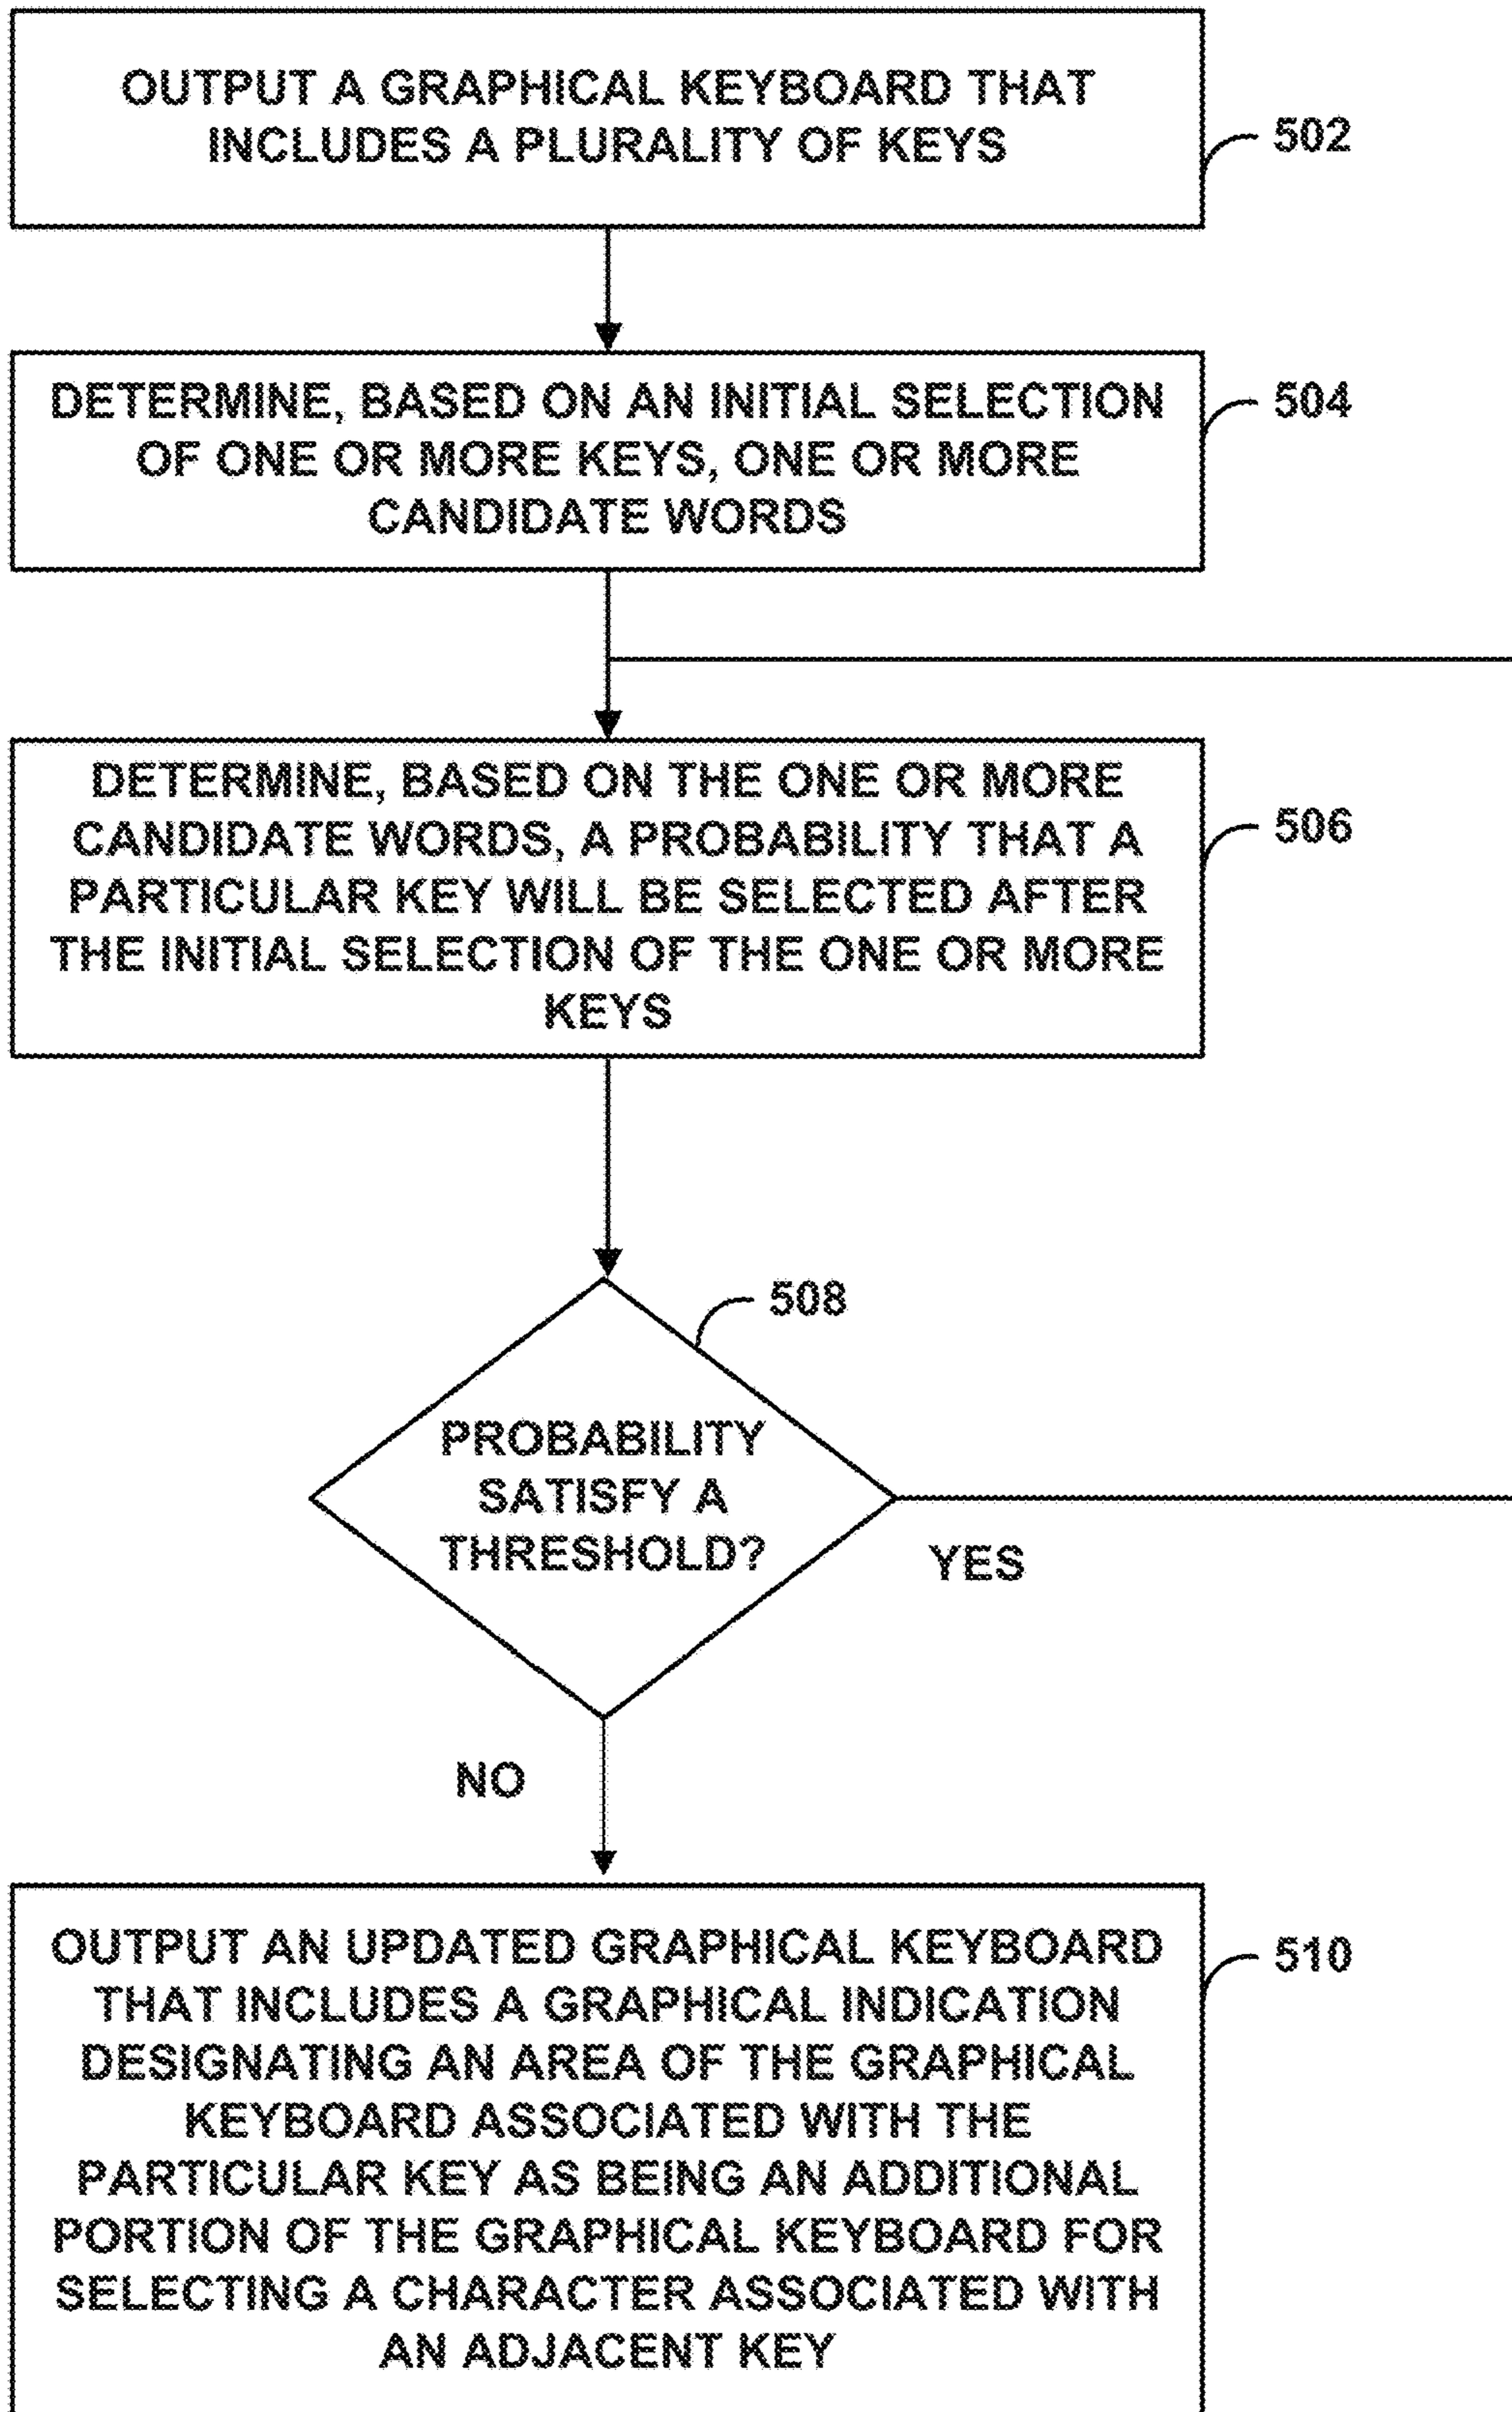 OUTPUT A GRAPHICAL KEYBOARD THAT
INCLUDES A PLURALITY OF KEYS
502
DETERMINE, BASED ON AN INITIAL SELECTION
OF ONE OR MORE KEYS, ONE OR MORE
CANDIDATE WORDS
504
DETERMINE, BASED ON THE ONE OR MORE
CANDIDATE WORDS, A PROBABILITY THAT A
PARTICULAR KEY WILL BE SELECTED AFTER
THE INITIAL SELECTION OF THE ONE OR MORE
KEYS
506
508
PROBABILITY
SATISFY A
THRESHOLD?
YES
NO
OUTPUT AN UPDATED GRAPHICAL KEYBOARD
THAT INCLUDES A GRAPHICAL INDICATION
DESIGNATING AN AREA OF THE GRAPHICAL
KEYBOARD ASSOCIATED WITH THE
PARTICULAR KEY AS BEING AN ADDITIONAL
PORTION OF THE GRAPHICAL KEYBOARD FOR
SELECTING A CHARACTER ASSOCIATED WITH
AN ADJACENT KEY
510